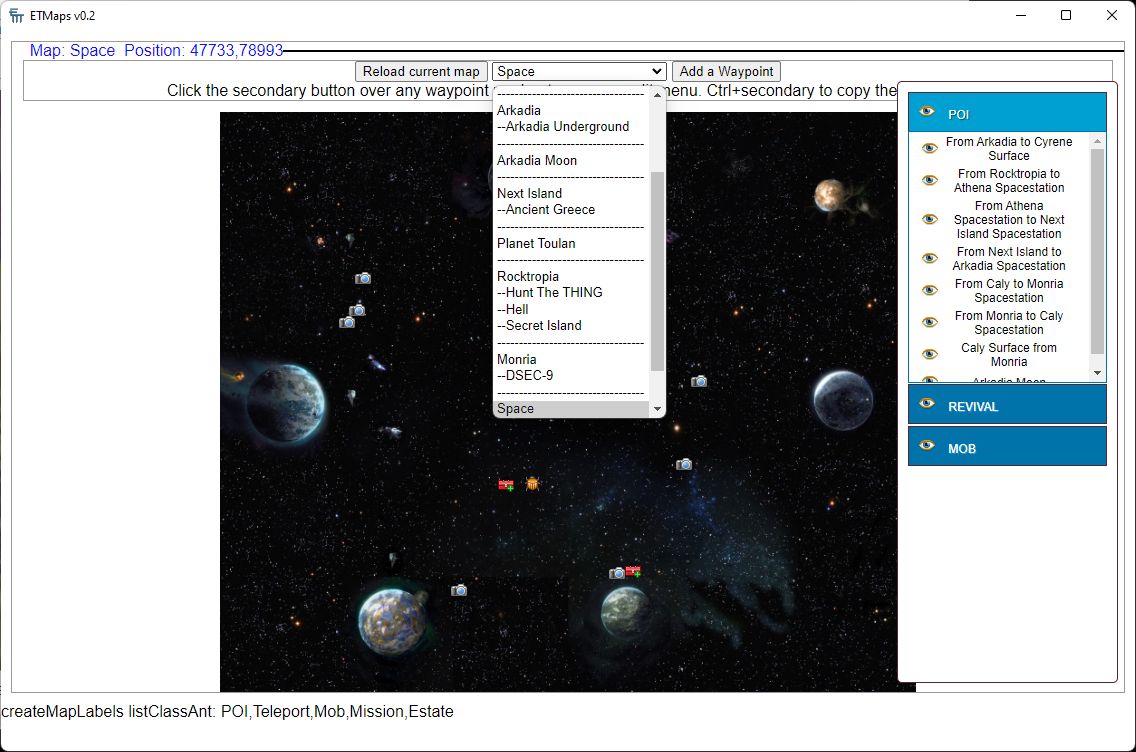 ETMaps v0.2
Map: Space Position: 47733,78993
Reload current map
Space
Add a Waypoint
Click the secondary button over any waypoint
menu. Ctrl+secondary to copy the
--------------------------------
Arkadia
--Arkadia Underground
--------------------------------
Arkadia Moon
--------------------------------
Next Island
--Ancient Greece
--------------------------------
Planet Toulan
--------------------------------
Rocktropia
--Hunt The THING
--Hell
--Secret Island
--------------------------------
Monria
--DSEC-9
--------------------------------
Space
POI
From Arkadia to Cyrene
Surface
From Rocktropia to
Athena Spacestation
From Athena
Spacestation to Next
Island Spacestation
From Next Island to
Arkadia Spacestation
From Caly to Monria
Spacestation
From Monria to Caly
Spacestation
Caly Surface from
Monria
Arkadia Moon
REVIVAL
MOB
createMapLabels listClassAnt: POI,Teleport,Mob,Mission,Estate